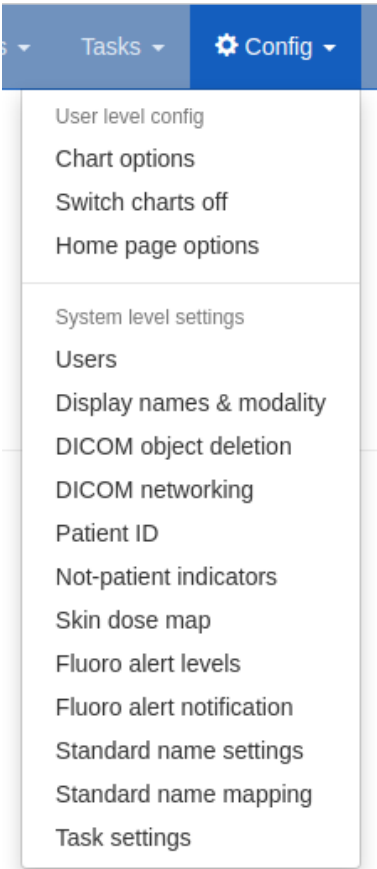 s
Tasks
Config
User level config
Chart options
Switch charts off
Home page options
System level settings
Users
Display names & modality
DICOM object deletion
DICOM networking
Patient ID
Not-patient indicators
Skin dose map
Fluoro alert levels
Fluoro alert notification
Standard name settings
Standard name mapping
Task settings